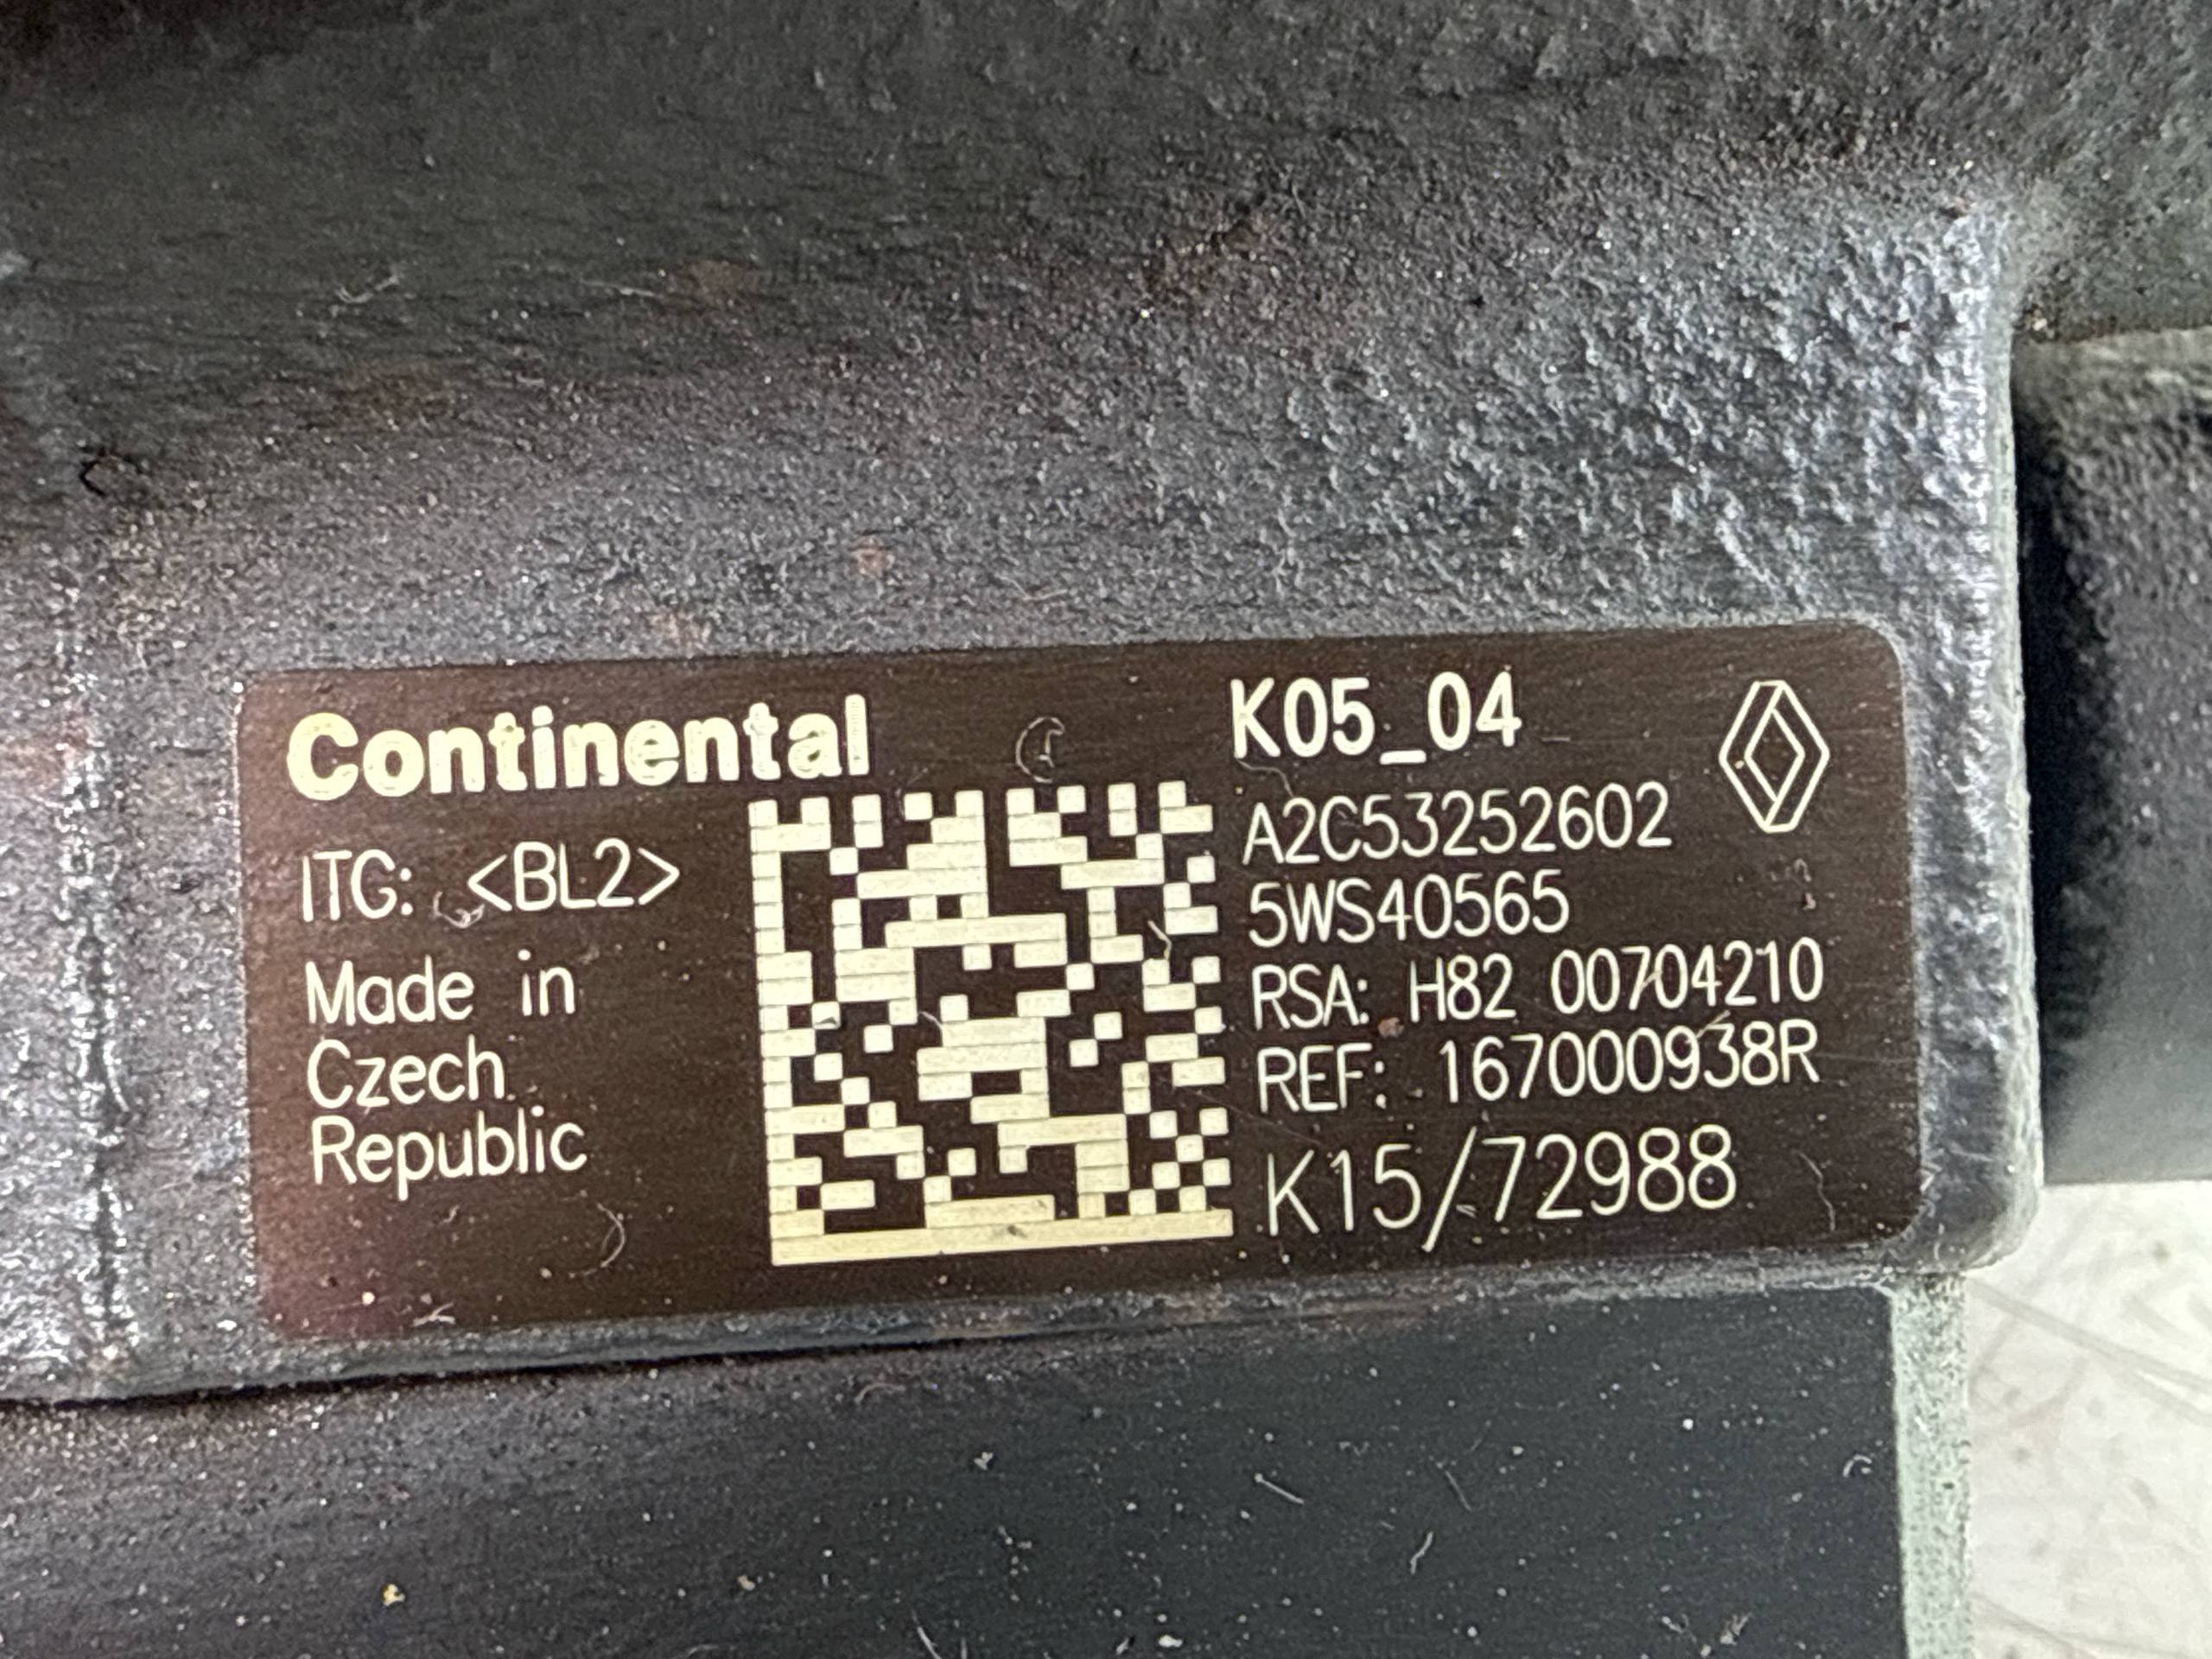 Continental
ITG: <BL2>
Made in
Czech
Republic
K05_04
A2C53252602
5WS40565
RSA: H82 00704210
REF: 167000938R
K15/72988